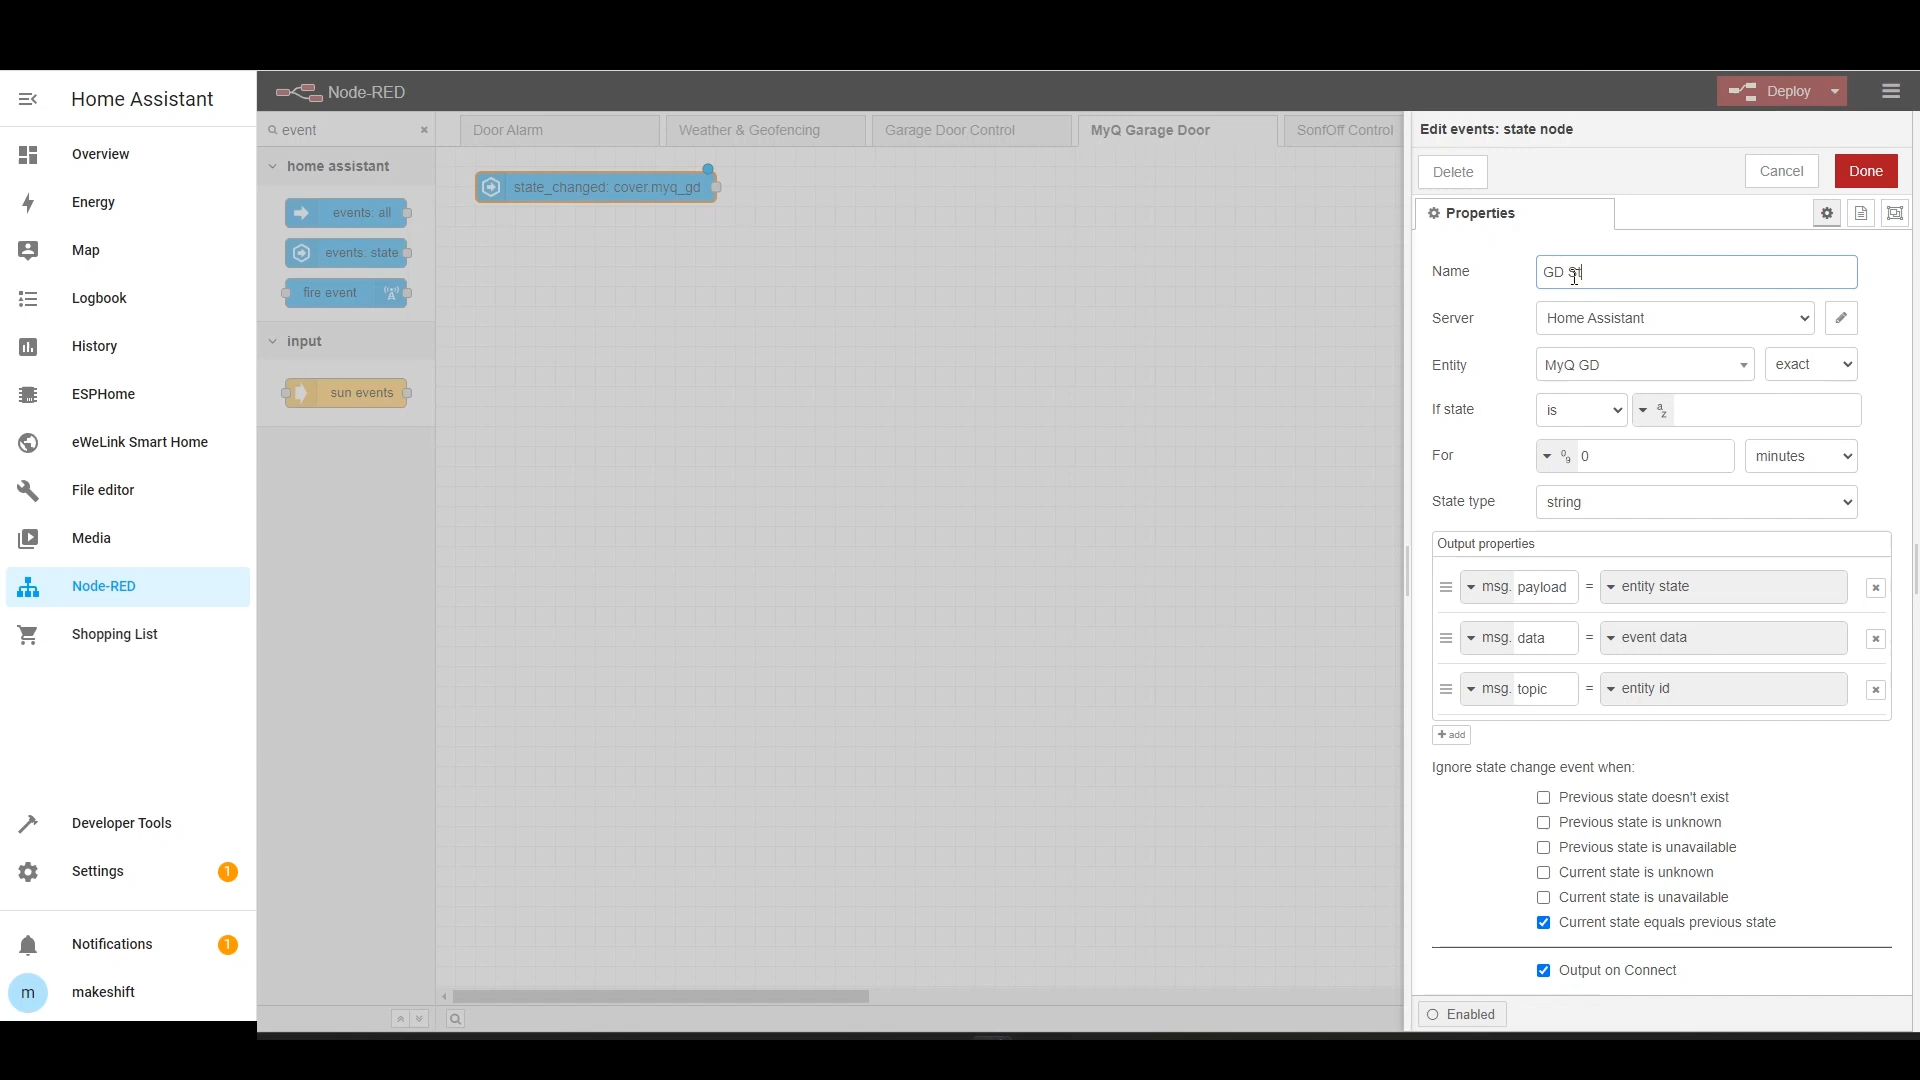 Home Assistant
Overview
Energy
Map
Logbook
History
ESPHome
eWeLink Smart Home
File editor
Media
Node-RED
Shopping List
Developer Tools
Settings 1
Notifications 1
m makeshift
Node-RED
Deploy
event
home assistant
events: all
events: state
fire event
input
sun events
Door Alarm
Weather & Geofencing
Garage Door Control
MyQ Garage Door
SonfOff Control
state_changed: cover.myq_gd
Edit events: state node
Delete
Cancel
Done
Properties
Name GD St
Server Home Assistant
Entity MyQ GD exact
If state is a z
For 0 9 0 minutes
State type string
Output properties
msg. payload = entity state
msg. data = event data
msg. topic = entity id
+ add
Ignore state change event when:
Previous state doesn't exist
Previous state is unknown
Previous state is unavailable
Current state is unknown
Current state is unavailable
Current state equals previous state
Output on Connect
Enabled